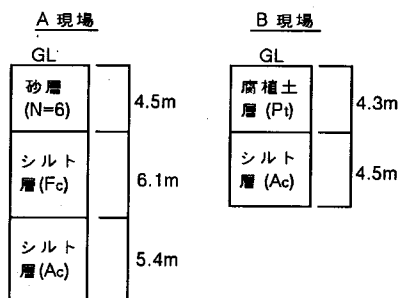 A 現場
GL
砂層
(N=6)
4.5m
シルト
層(Fc)
6.1m
シルト
層(Ac)
5.4m
B 現場
GL
腐植土
層(Pt)
4.3m
シルト
層(Ac)
4.5m